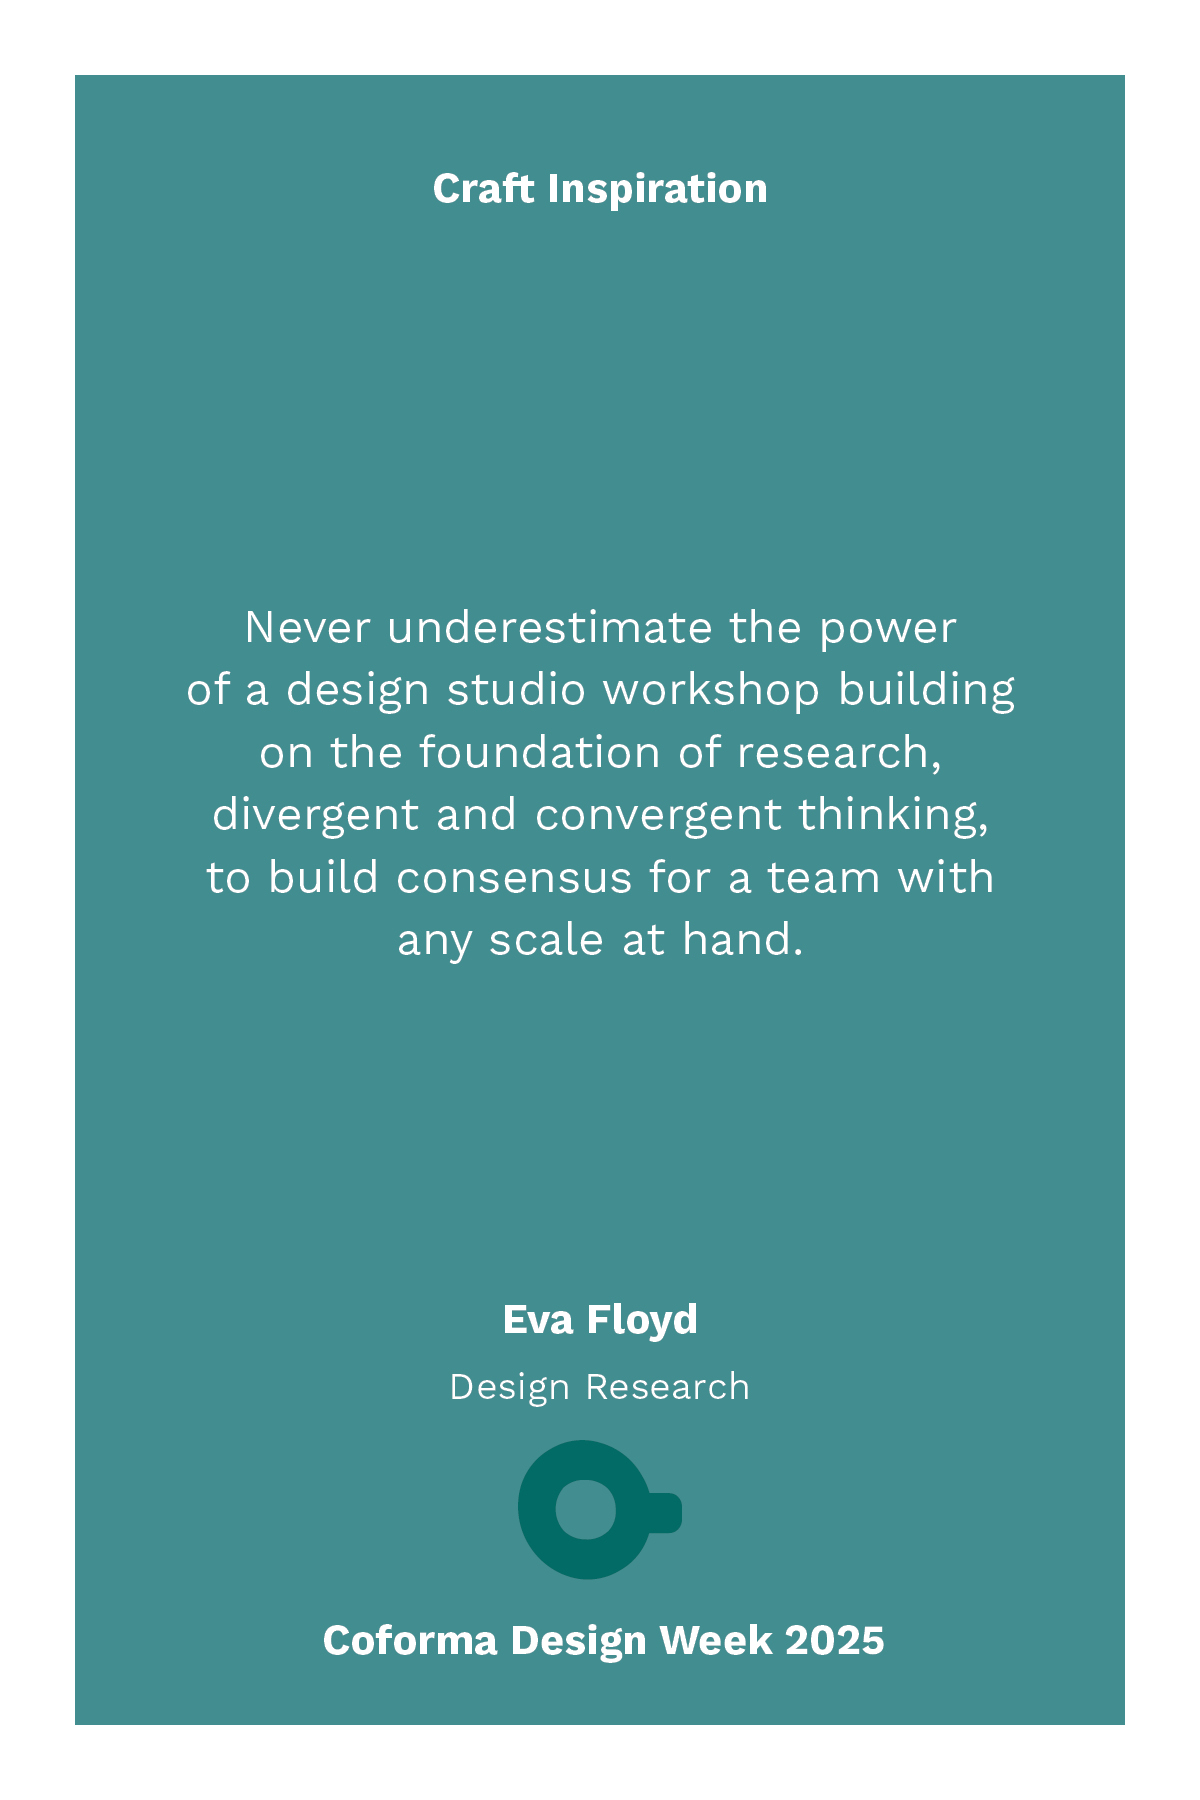 Craft Inspiration
Never underestimate the power
of a design studio workshop building
on the foundation of research,
divergent and convergent thinking,
to build consensus for a team with
any scale at hand.
Eva Floyd
Design Research
Coforma Design Week 2025